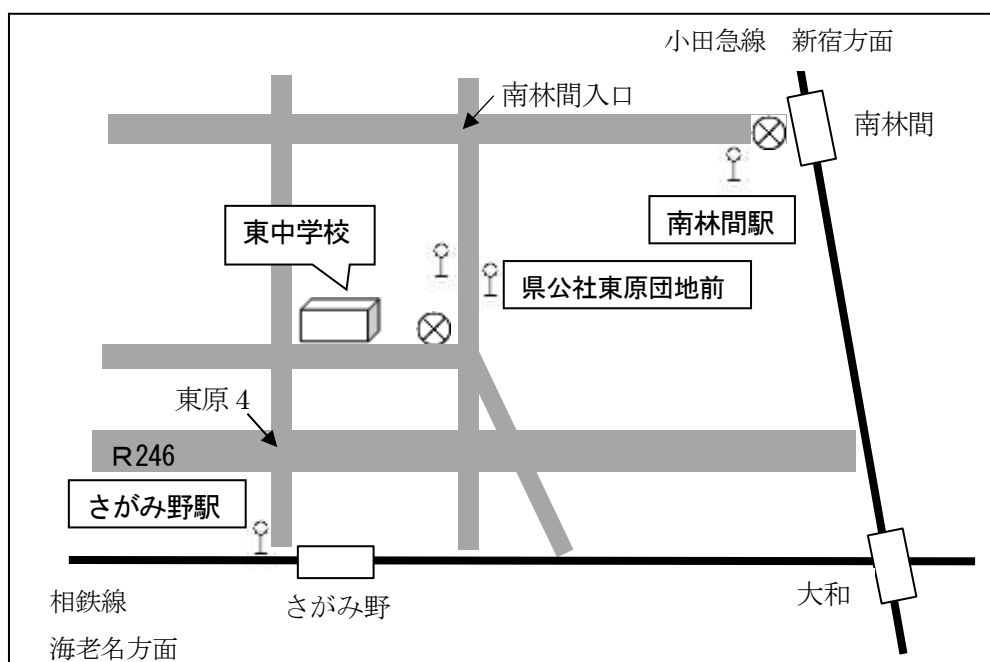 小田急線　新宿方面
南林間入口
南林間
東中学校
南林間駅
県公社東原団地前
東原 4
Ｒ246
さがみ野駅
相鉄線
さがみ野
大和
海老名方面